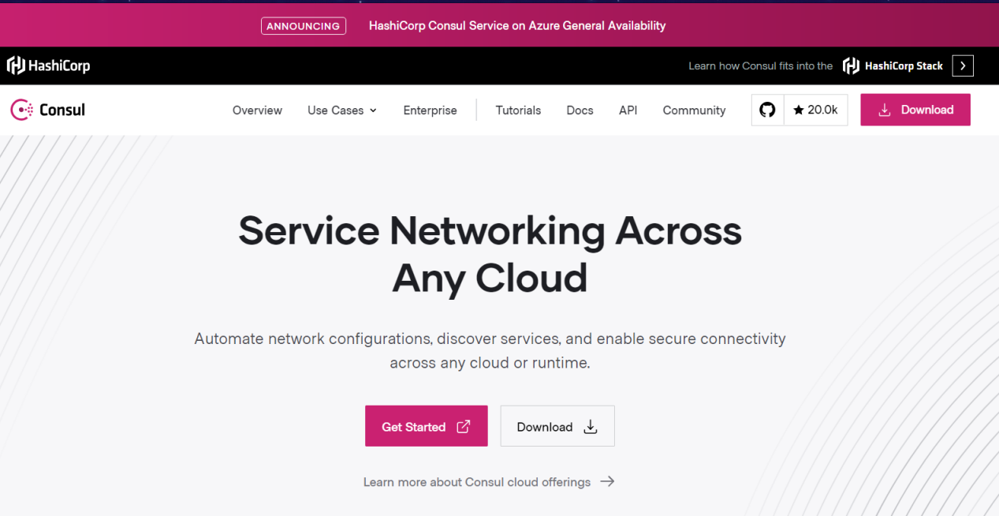 ANNOUNCING HashiCorp Consul Service on Azure General Availability
HashiCorp Learn how Consul fits into the HashiCorp Stack
Consul Overview Use Cases Enterprise Tutorials Docs API Community 20.0k Download
Service Networking Across
Any Cloud
Automate network configurations, discover services, and enable secure connectivity
across any cloud or runtime.
Get Started Download
Learn more about Consul cloud offerings